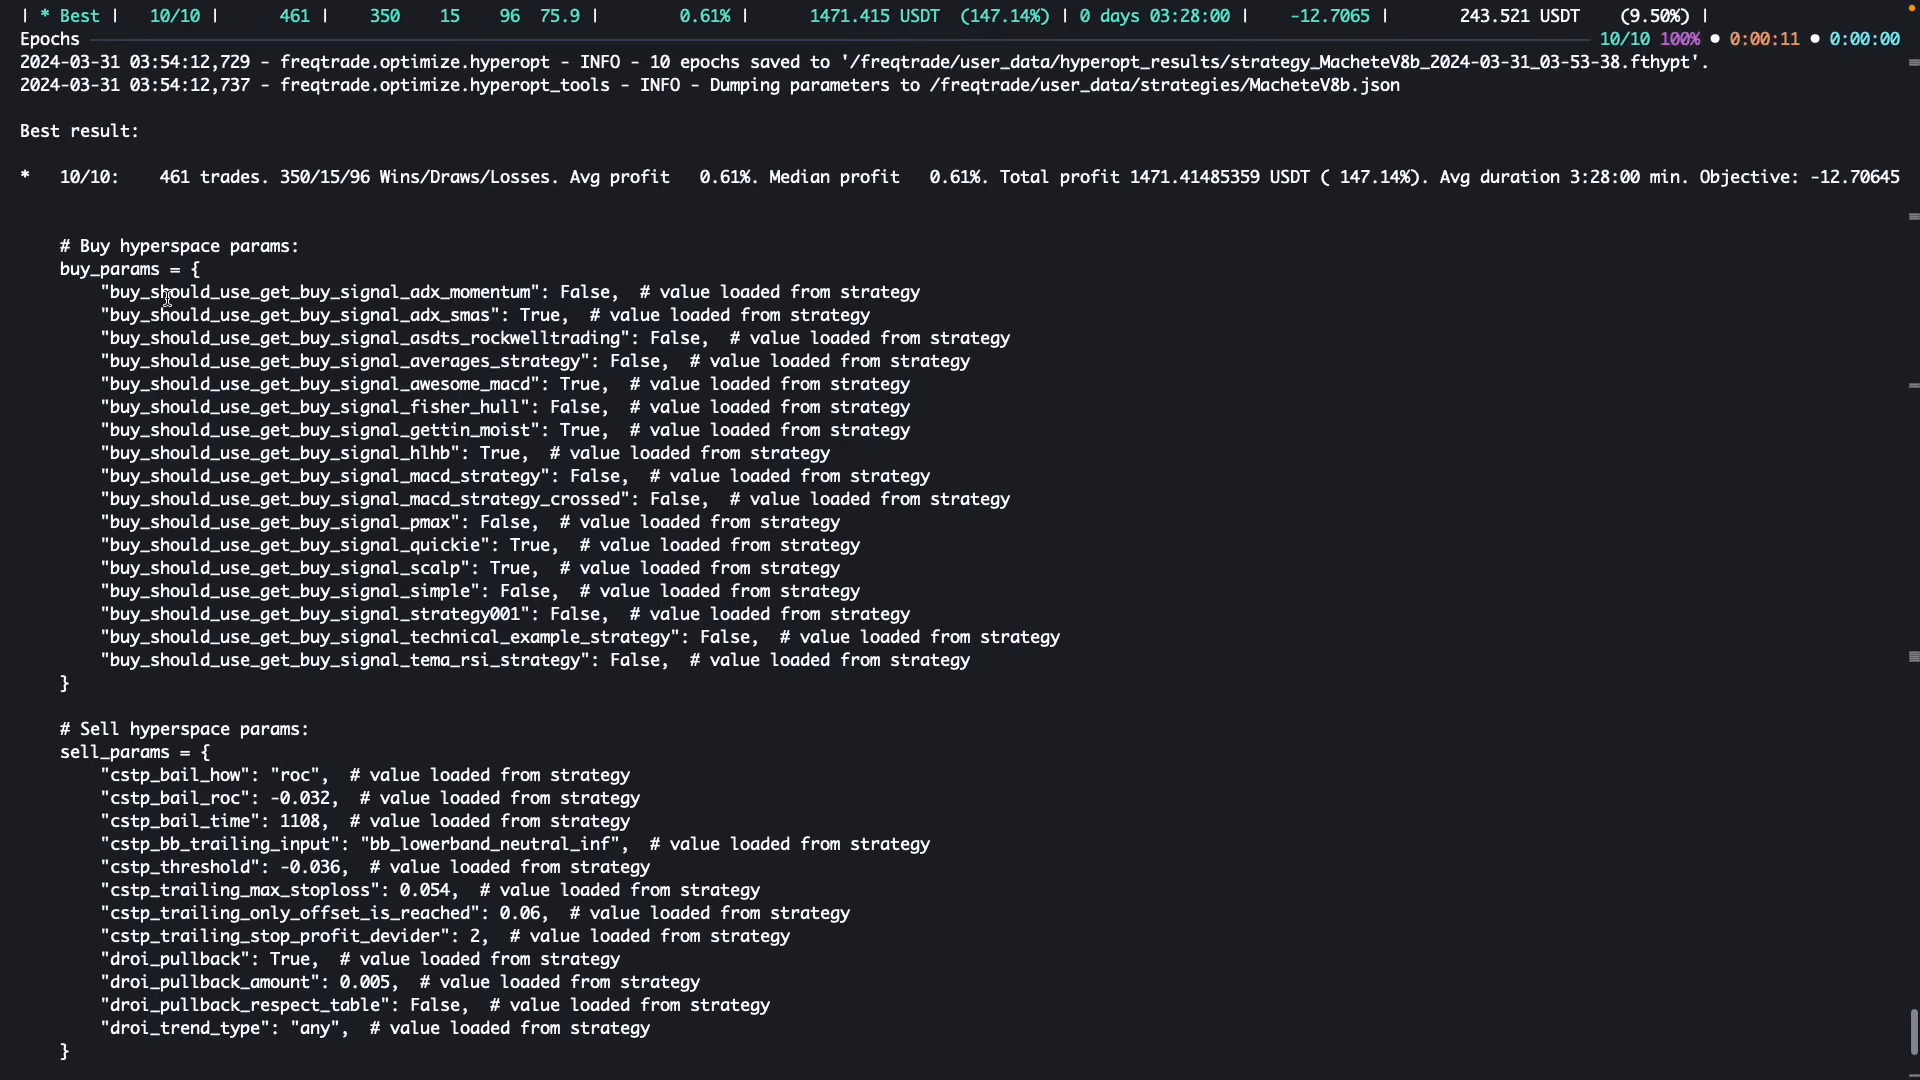 | * Best | 10/10 | 461 | 350 15 96 75.9 | 0.61% | 1471.415 USDT (147.14%) | 0 days 03:28:00 | -12.7065 | 243.521 USDT (9.50%) |
Epochs 10/10 100% • 0:00:11 • 0:00:00
2024-03-31 03:54:12,729 - freqtrade.optimize.hyperopt - INFO - 10 epochs saved to '/freqtrade/user_data/hyperopt_results/strategy_MacheteV8b_2024-03-31_03-53-38.fthypt'.
2024-03-31 03:54:12,737 - freqtrade.optimize.hyperopt_tools - INFO - Dumping parameters to /freqtrade/user_data/strategies/MacheteV8b.json
Best result:
* 10/10: 461 trades. 350/15/96 Wins/Draws/Losses. Avg profit 0.61%. Median profit 0.61%. Total profit 1471.41485359 USDT ( 147.14%). Avg duration 3:28:00 min. Objective: -12.70645
# Buy hyperspace params:
buy_params = {
"buy_should_use_get_buy_signal_adx_momentum": False, # value loaded from strategy
"buy_should_use_get_buy_signal_adx_smas": True, # value loaded from strategy
"buy_should_use_get_buy_signal_asdts_rockwelltrading": False, # value loaded from strategy
"buy_should_use_get_buy_signal_averages_strategy": False, # value loaded from strategy
"buy_should_use_get_buy_signal_awesome_macd": True, # value loaded from strategy
"buy_should_use_get_buy_signal_fisher_hull": False, # value loaded from strategy
"buy_should_use_get_buy_signal_gettin_moist": True, # value loaded from strategy
"buy_should_use_get_buy_signal_hlhb": True, # value loaded from strategy
"buy_should_use_get_buy_signal_macd_strategy": False, # value loaded from strategy
"buy_should_use_get_buy_signal_macd_strategy_crossed": False, # value loaded from strategy
"buy_should_use_get_buy_signal_pmax": False, # value loaded from strategy
"buy_should_use_get_buy_signal_quickie": True, # value loaded from strategy
"buy_should_use_get_buy_signal_scalp": True, # value loaded from strategy
"buy_should_use_get_buy_signal_simple": False, # value loaded from strategy
"buy_should_use_get_buy_signal_strategy001": False, # value loaded from strategy
"buy_should_use_get_buy_signal_technical_example_strategy": False, # value loaded from strategy
"buy_should_use_get_buy_signal_tema_rsi_strategy": False, # value loaded from strategy
}
# Sell hyperspace params:
sell_params = {
"cstp_bail_how": "roc", # value loaded from strategy
"cstp_bail_roc": -0.032, # value loaded from strategy
"cstp_bail_time": 1108, # value loaded from strategy
"cstp_bb_trailing_input": "bb_lowerband_neutral_inf", # value loaded from strategy
"cstp_threshold": -0.036, # value loaded from strategy
"cstp_trailing_max_stoploss": 0.054, # value loaded from strategy
"cstp_trailing_only_offset_is_reached": 0.06, # value loaded from strategy
"cstp_trailing_stop_profit_devider": 2, # value loaded from strategy
"droi_pullback": True, # value loaded from strategy
"droi_pullback_amount": 0.005, # value loaded from strategy
"droi_pullback_respect_table": False, # value loaded from strategy
"droi_trend_type": "any", # value loaded from strategy
}